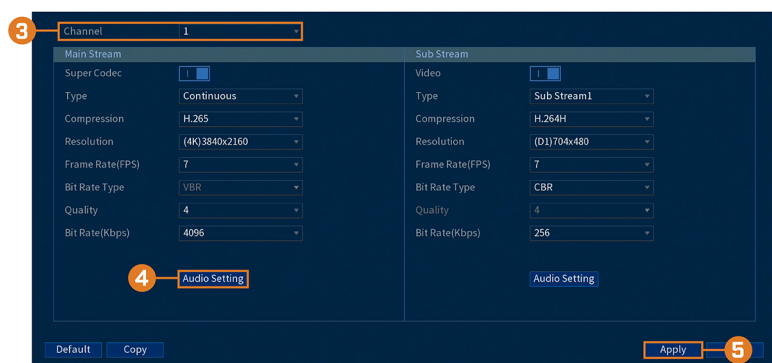 3 Channel 1
Main Stream
Super Codec
Type Continuous
Compression H.265
Resolution (4K)3840x2160
Frame Rate(FPS) 7
Bit Rate Type VBR
Quality 4
Bit Rate(Kbps) 4096
4 Audio Setting
Sub Stream
Video
Type Sub Stream1
Compression H.264H
Resolution (D1)704x480
Frame Rate(FPS) 7
Bit Rate Type CBR
Quality 4
Bit Rate(Kbps) 256
Audio Setting
Default Copy Apply 5